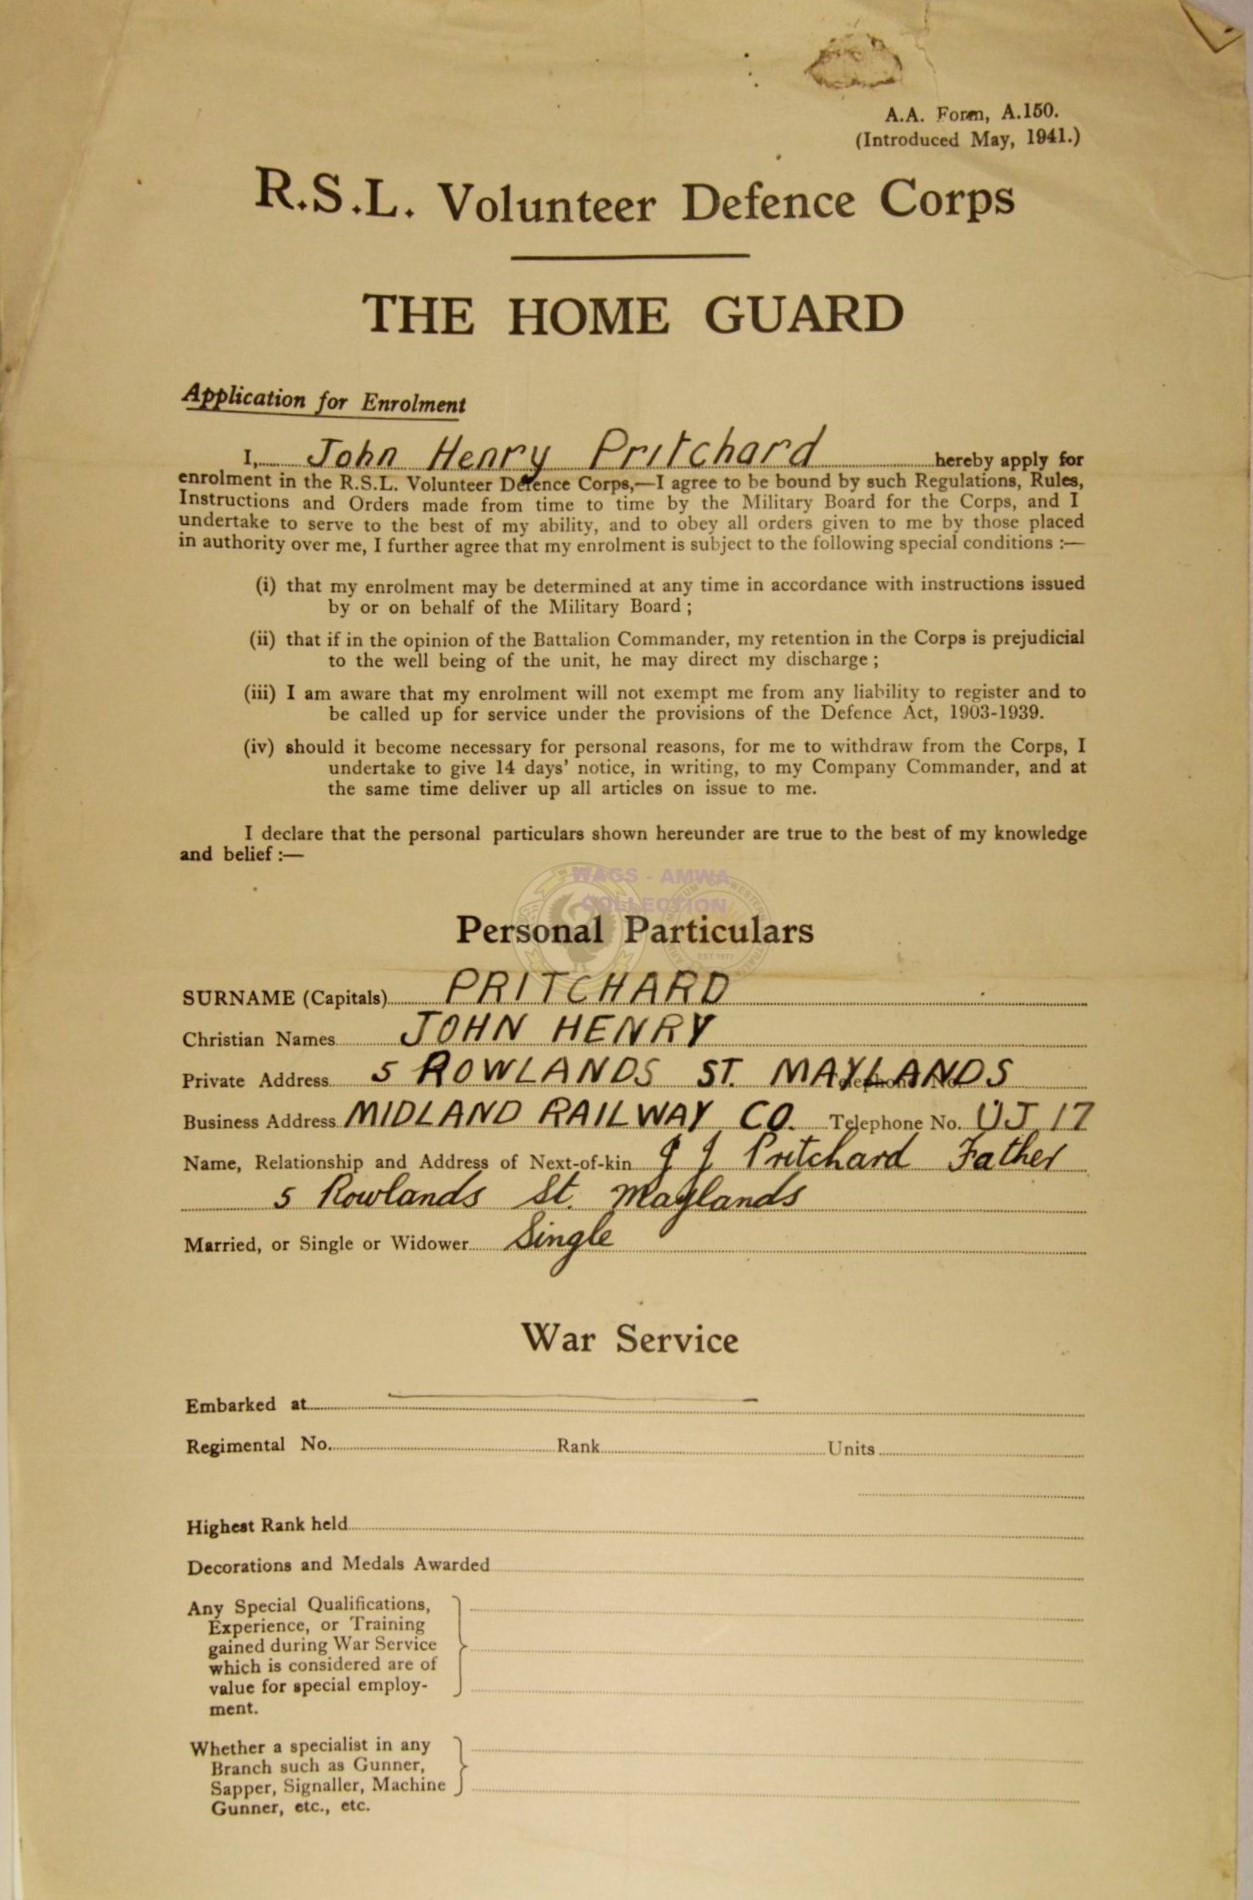 A.A. Form, A.150.
(Introduced May, 1941.)
R.S.L. Volunteer Defence Corps
THE HOME GUARD
Application for Enrolment
I, John Henry Pritchard hereby apply for
enrolment in the R.S.L. Volunteer Defence Corps,—I agree to be bound by such Regulations, Rules,
Instructions and Orders made from time to time by the Military Board for the Corps, and I
undertake to serve to the best of my ability, and to obey all orders given to me by those placed
in authority over me, I further agree that my enrolment is subject to the following special conditions :—
(i) that my enrolment may be determined at any time in accordance with instructions issued
by or on behalf of the Military Board ;
(ii) that if in the opinion of the Battalion Commander, my retention in the Corps is prejudicial
to the well being of the unit, he may direct my discharge ;
(iii) I am aware that my enrolment will not exempt me from any liability to register and to
be called up for service under the provisions of the Defence Act, 1903-1939.
(iv) should it become necessary for personal reasons, for me to withdraw from the Corps, I
undertake to give 14 days' notice, in writing, to my Company Commander, and at
the same time deliver up all articles on issue to me.
I declare that the personal particulars shown hereunder are true to the best of my knowledge
and belief :—
WAGS - AMWA
COLLECTION
Personal Particulars
SURNAME (Capitals) PRITCHARD
Christian Names JOHN HENRY
Private Address 5 ROWLANDS ST. MAYLANDS Telephone No.
Business Address MIDLAND RAILWAY CO. Telephone No. UJ 17
Name, Relationship and Address of Next-of-kin J J Pritchard Father
5 Rowlands St. Maylands
Married, or Single or Widower Single
War Service
Embarked at
Regimental No. Rank Units
Highest Rank held
Decorations and Medals Awarded
Any Special Qualifications,
Experience, or Training
gained during War Service
which is considered are of
value for special employ-
ment.
Whether a specialist in any
Branch such as Gunner,
Sapper, Signaller, Machine
Gunner, etc., etc.